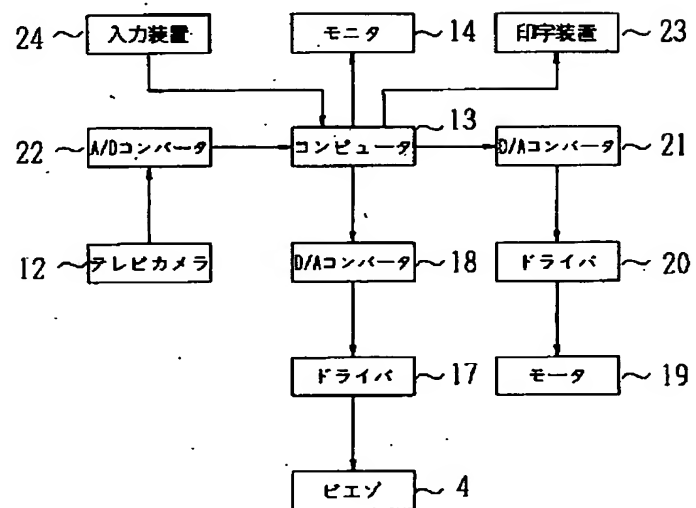 24 入力装置
モニタ 14
印字装置 23
22 A/Dコンバータ
コンピュータ 13
D/Aコンバータ 21
12 テレビカメラ
D/Aコンバータ 18
ドライバ 20
ドライバ 17
モータ 19
ピエゾ 4